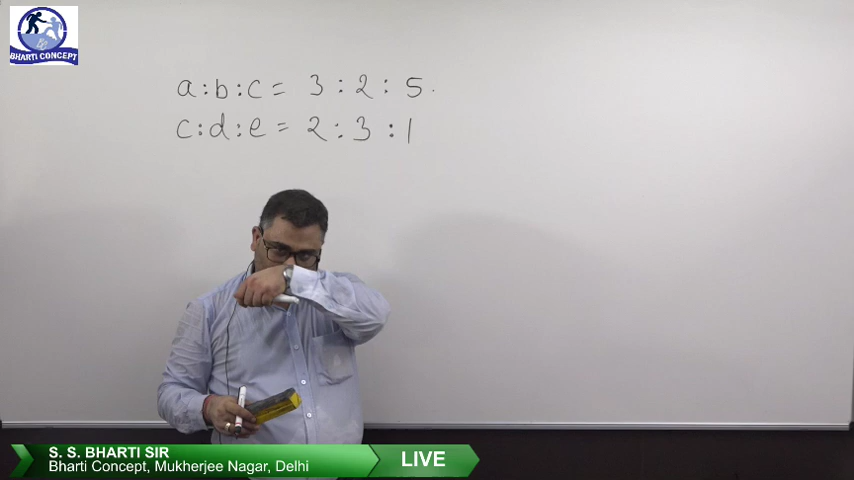 BHARTI CONCEPT
a:b:c = 3:2:5
c:d:e = 2:3:1
S. S. BHARTI SIR
Bharti Concept, Mukherjee Nagar, Delhi
LIVE